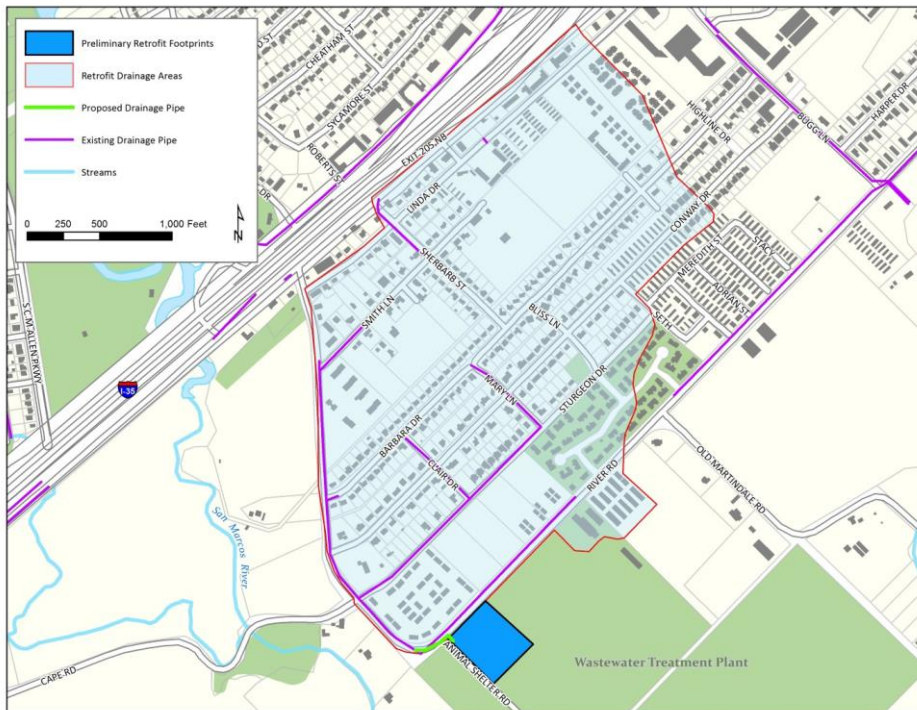 Preliminary Retrofit Footprints
Retrofit Drainage Areas
Proposed Drainage Pipe
Existing Drainage Pipe
Streams
0 250 500 1,000 Feet
N
CHEATHAM ST
SYCAMORE ST
ROBERTS ST
DR
EXIT 205 NB
LINDA DR
HIGHLINE DR
BUGG LN
HARPER DR
CONWAY DR
SHERBARB ST
MEREDITH S
STACY
ADRIAN ST
SETH
SMITH LN
BLISS LN
S C M ALLEN PKWY
I-35
MARY LN
STURGEON DR
BARBARA DR
CLAIR DR
RIVER RD
OLD MARTINDALE RD
San Marcos
River
CAPE RD
ANIMAL SHELTER RD
Wastewater Treatment Plant